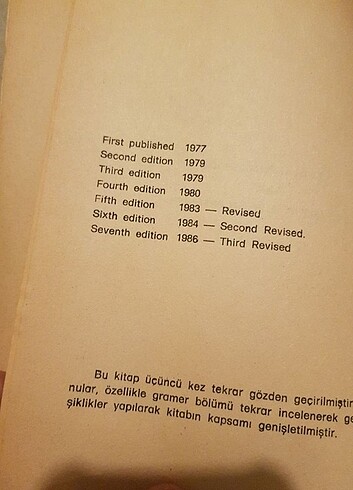 First published 1977
Second edition 1979
Third edition 1979
Fourth edition 1980
Fifth edition 1983 — Revised
Sixth edition 1984 — Second Revised.
Seventh edition 1986 — Third Revised
Bu kitap üçüncü kez tekrar gözden geçirilmiştir
nular, özellikle gramer bölümü tekrar incelenerek ge
şiklikler yapılarak kitabın kapsamı genişletilmiştir.